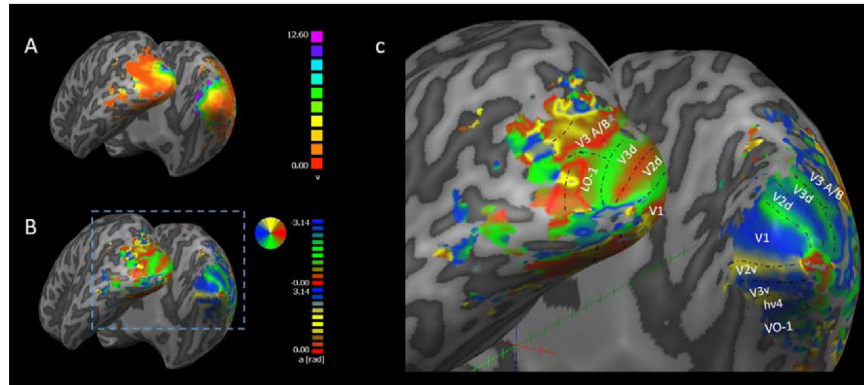 A
12.60
0.00
v
B
-3.14
-0.00
3.14
0.00
a [rad]
c
V3 A/B
V3d
V2d
LO-1
V1
V3 A/B
V3d
V2d
V1
V2v
V3v
hv4
VO-1